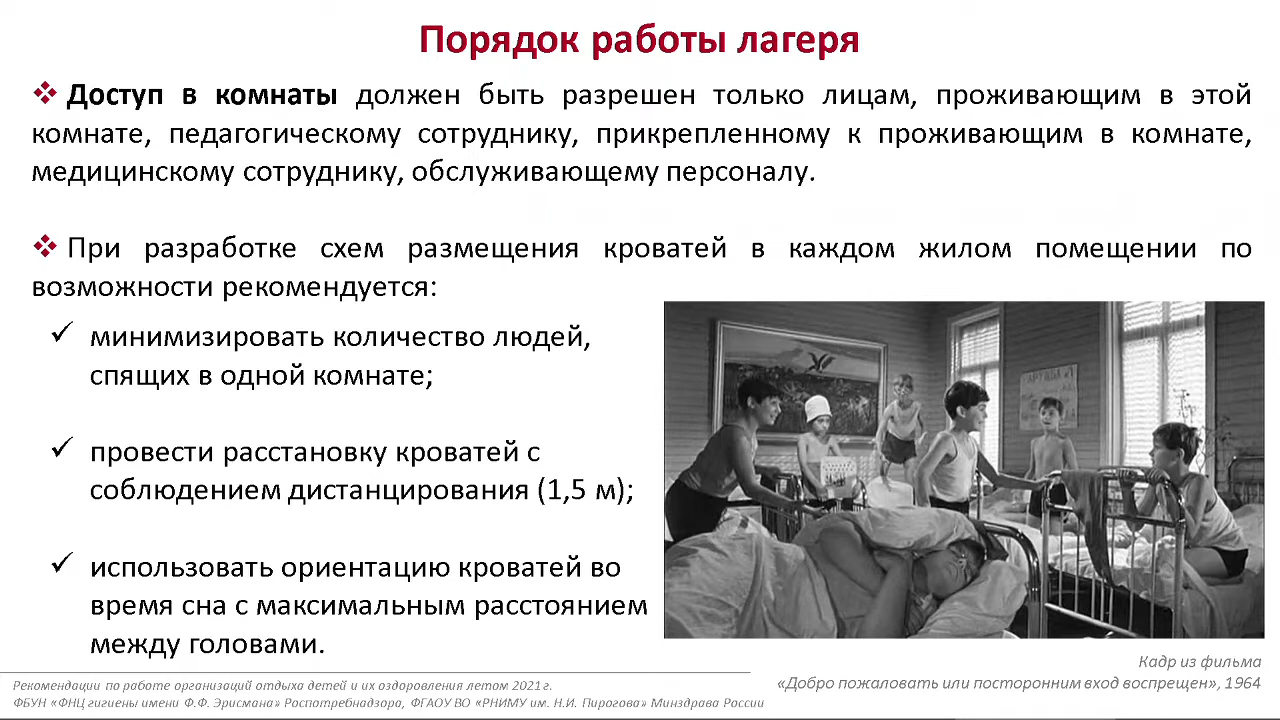 Порядок работы лагеря
Доступ в комнаты должен быть разрешен только лицам, проживающим в этой
комнате, педагогическому сотруднику, прикрепленному к проживающим в комнате,
медицинскому сотруднику, обслуживающему персоналу.
При разработке схем размещения кроватей в каждом жилом помещении по
возможности рекомендуется:
минимизировать количество людей,
спящих в одной комнате;
провести расстановку кроватей с
соблюдением дистанцирования (1,5 м);
использовать ориентацию кроватей во
время сна с максимальным расстоянием
между головами.
Кадр из фильма
«Добро пожаловать или посторонним вход воспрещен», 1964
Рекомендации по работе организаций отдыха детей и их оздоровления летом 2021 г.
ФБУН «ФНЦ гигиены имени Ф.Ф. Эрисмана» Роспотребнадзора, ФГАОУ ВО «РНИМУ им. Н.И. Пирогова» Минздрава России